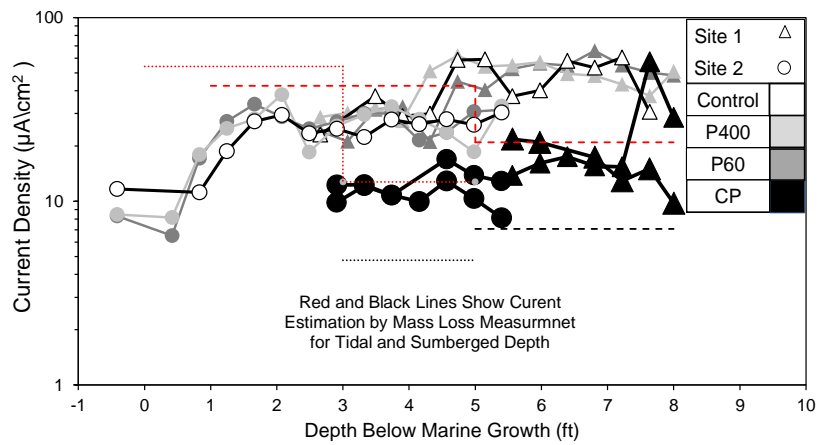 100
10
1
Current Density (µA\cm²)
-1 0 1 2 3 4 5 6 7 8 9 10
Depth Below Marine Growth (ft)
Site 1
Site 2
Control
P400
P60
CP
Red and Black Lines Show Curent
Estimation by Mass Loss Measurmnet
for Tidal and Sumberged Depth